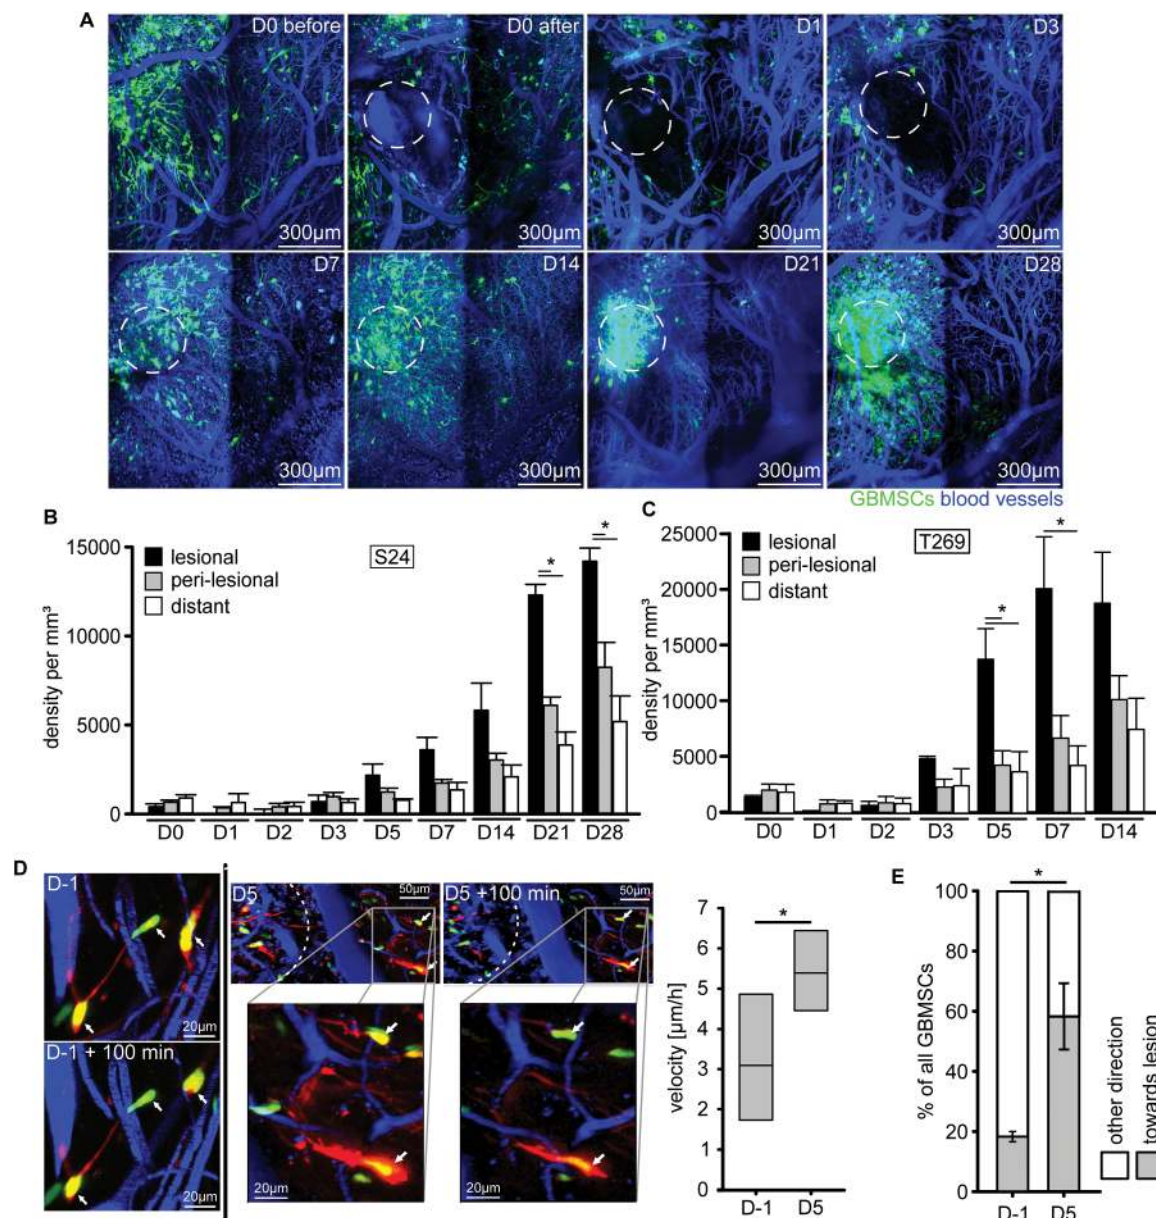 A
D0 before
D0 after
D1
D3
300µm
300µm
300µm
300µm
D7
D14
D21
D28
300µm
300µm
300µm
300µm
GBMSCs blood vessels
B
S24
lesional
peri-lesional
distant
density per mm³
15000
10000
5000
0
D0 D1 D2 D3 D5 D7 D14 D21 D28
*
*
C
T269
lesional
peri-lesional
distant
density per mm³
25000
20000
15000
10000
5000
0
D0 D1 D2 D3 D5 D7 D14
*
*
D
D-1
20µm
D-1 + 100 min
20µm
D5
50µm
D5 +100 min
50µm
20µm
20µm
velocity [µm/h]
7
6
5
4
3
2
1
0
D-1 D5
*
E
% of all GBMSCs
100
80
60
40
20
0
D-1 D5
*
other direction
towards lesion